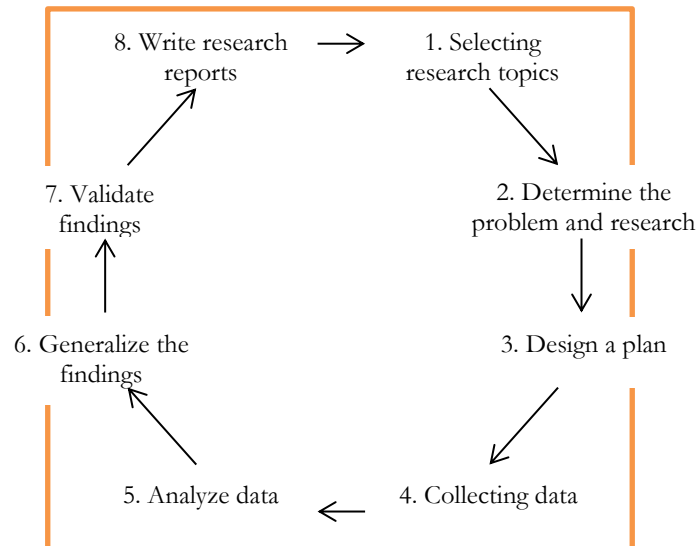 8. Write research
reports
1. Selecting
research topics
2. Determine the
problem and research
3. Design a plan
4. Collecting data
5. Analyze data
6. Generalize the
findings
7. Validate
findings